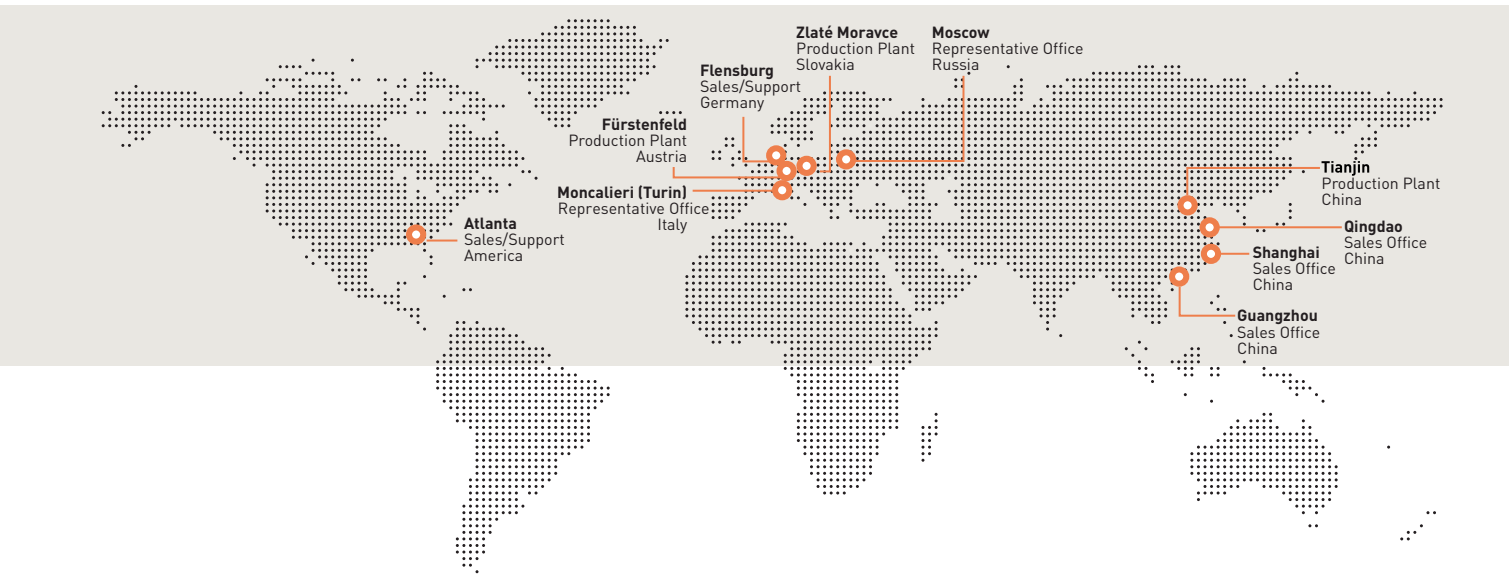 Zlaté Moravce
Production Plant
Slovakia
Moscow
Representative Office
Russia
Flensburg
Sales/Support
Germany
Fürstenfeld
Production Plant
Austria
Moncalieri (Turin)
Representative Office
Italy
Atlanta
Sales/Support
America
Tianjin
Production Plant
China
Qingdao
Sales Office
China
Shanghai
Sales Office
China
Guangzhou
Sales Office
China